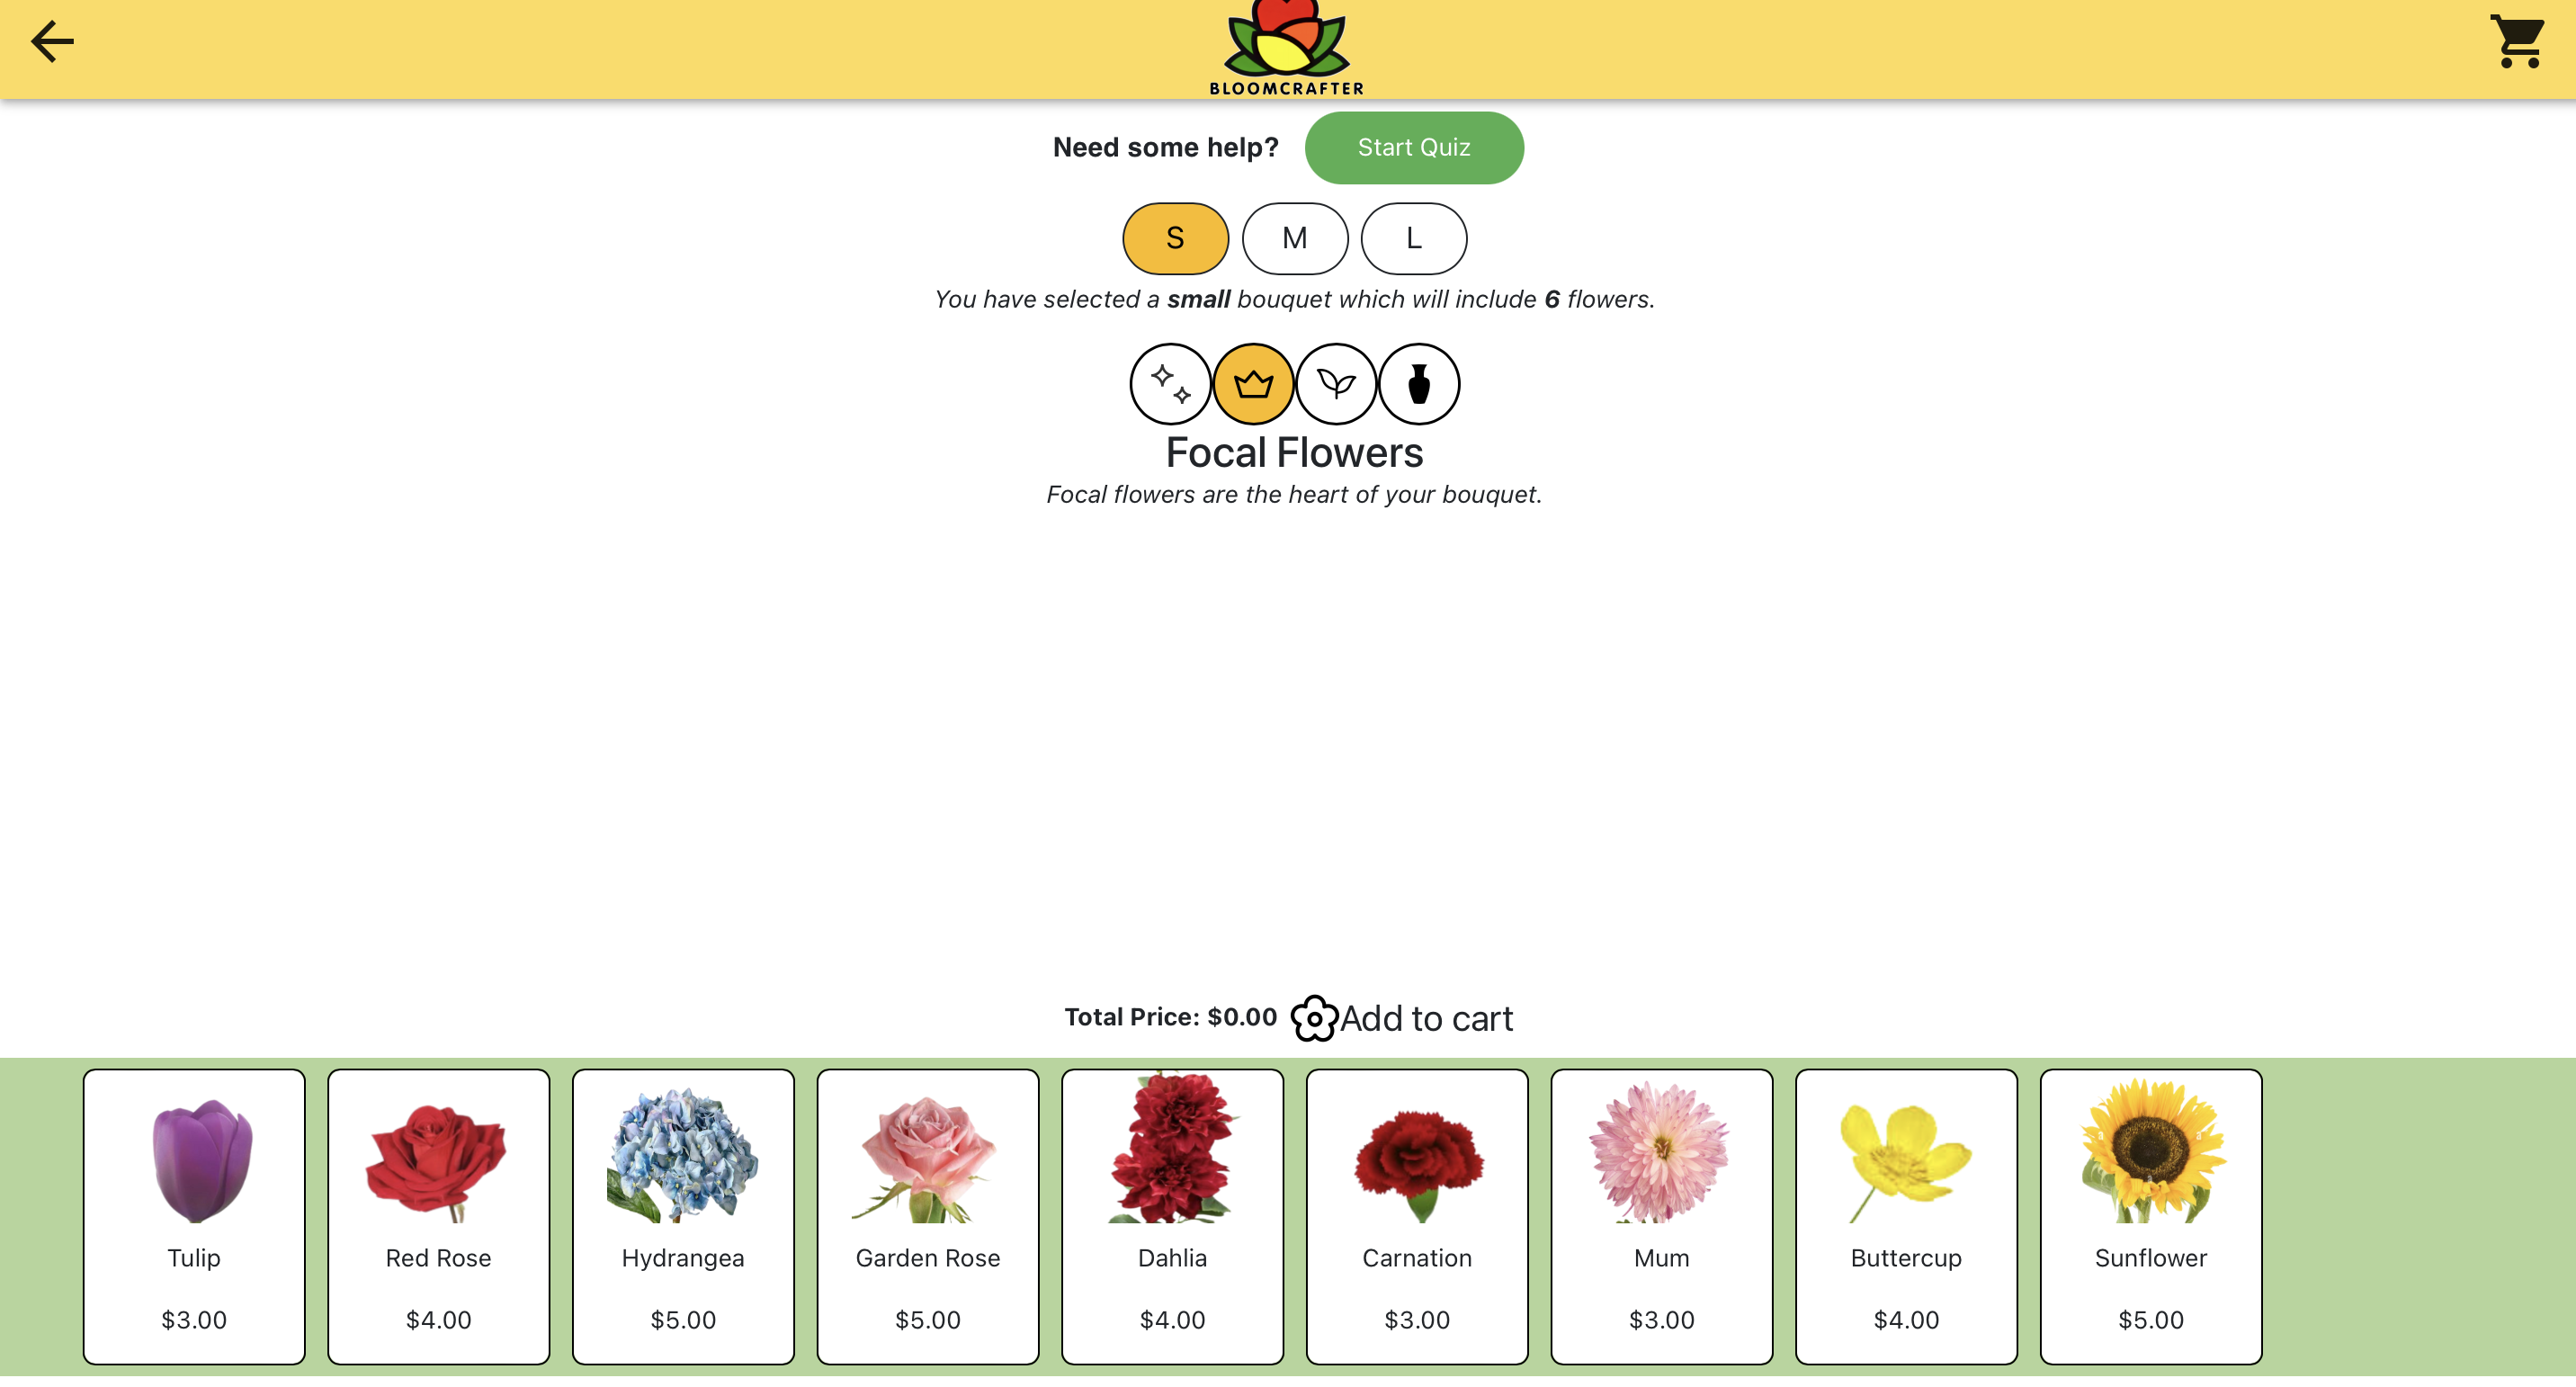 BLOOMCRAFTER
Need some help? Start Quiz
S M L
You have selected a small bouquet which will include 6 flowers.
Focal Flowers
Focal flowers are the heart of your bouquet.
Total Price: $0.00 Add to cart
Tulip Red Rose Hydrangea Garden Rose Dahlia Carnation Mum Buttercup Sunflower
$3.00 $4.00 $5.00 $5.00 $4.00 $3.00 $3.00 $4.00 $5.00